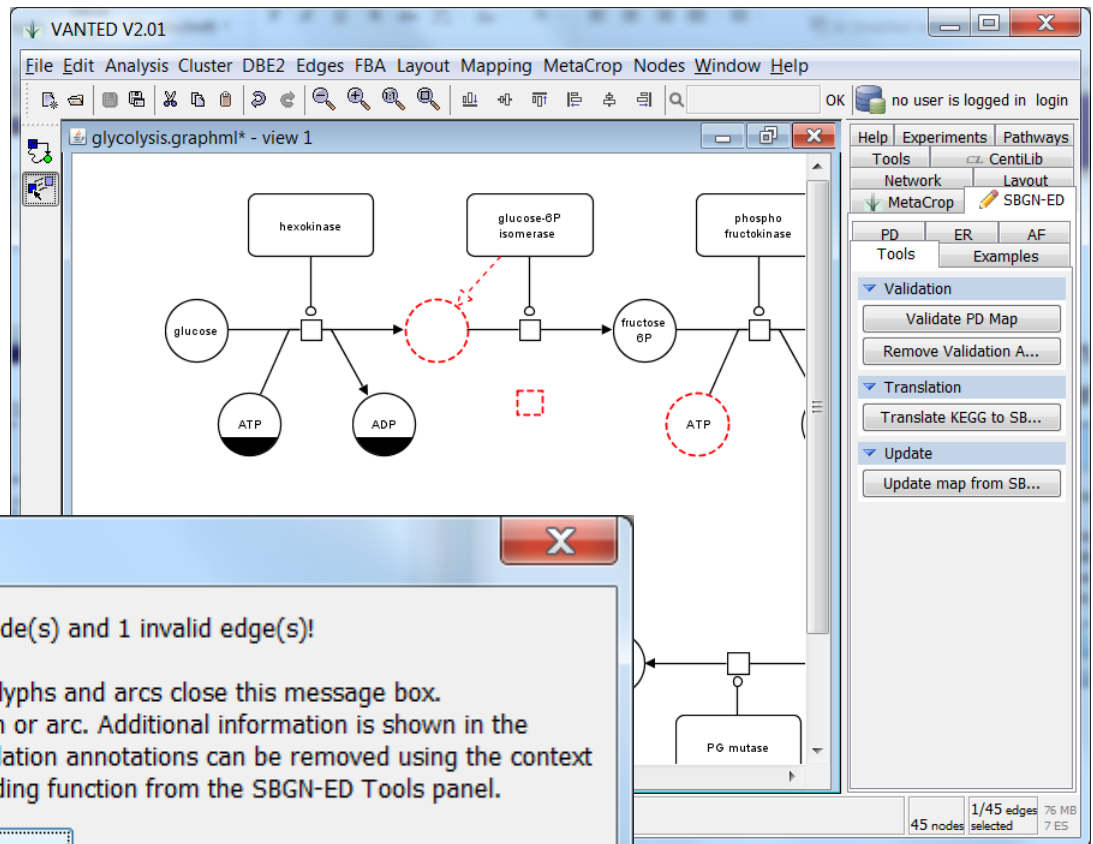 VANTED V2.01
File Edit Analysis Cluster DBE2 Edges FBA Layout Mapping MetaCrop Nodes Window Help
OK no user is logged in login
glycolysis.graphml* - view 1
hexokinase
glucose-6P
isomerase
phospho
fructokinase
glucose
fructose
6P
ATP
ADP
ATP
PG mutase
Help Experiments Pathways
Tools CZ. CentiLib
Network Layout
MetaCrop SBGN-ED
PD ER AF
Tools Examples
Validation
Validate PD Map
Remove Validation A...
Translation
Translate KEGG to SB...
Update
Update map from SB...
de(s) and 1 invalid edge(s)!
lyphs and arcs close this message box.
n or arc. Additional information is shown in the
dation annotations can be removed using the context
ding function from the SBGN-ED Tools panel.
45 nodes
1/45 edges
selected
76 MB
7 ES